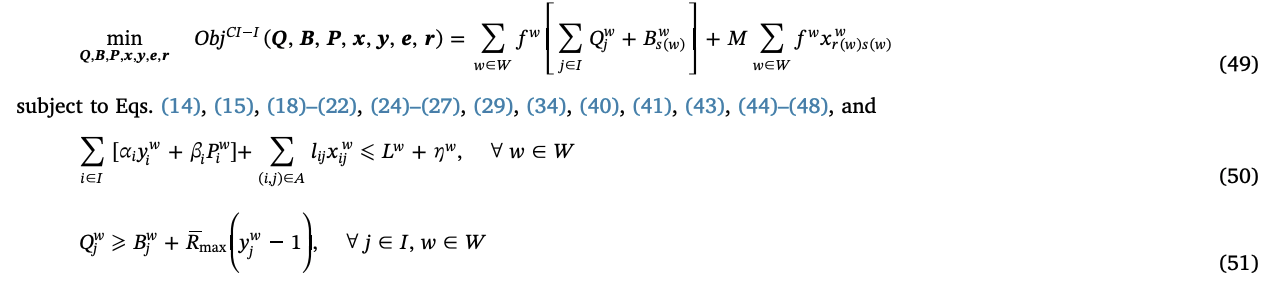 min_{Q,B,P,x,y,e,r} Obj^{CI−I}(Q, B, P, x, y, e, r) = ∑_{w∈W} f^w [∑_{j∈I} Q_j^w + B_{s(w)}^w] + M ∑_{w∈W} f^w x_{r(w)s(w)}^w (49)
subject to Eqs. (14), (15), (18)–(22), (24)–(27), (29), (34), (40), (41), (43), (44)–(48), and
∑_{i∈I} [α_i y_i^w + β_i P_i^w] + ∑_{(i,j)∈A} l_{ij} x_{ij}^w ⩽ L^w + η^w, ∀ w ∈ W (50)
Q_j^w ⩾ B_j^w + R̅_{max} (y_j^w − 1), ∀ j ∈ I, w ∈ W (51)